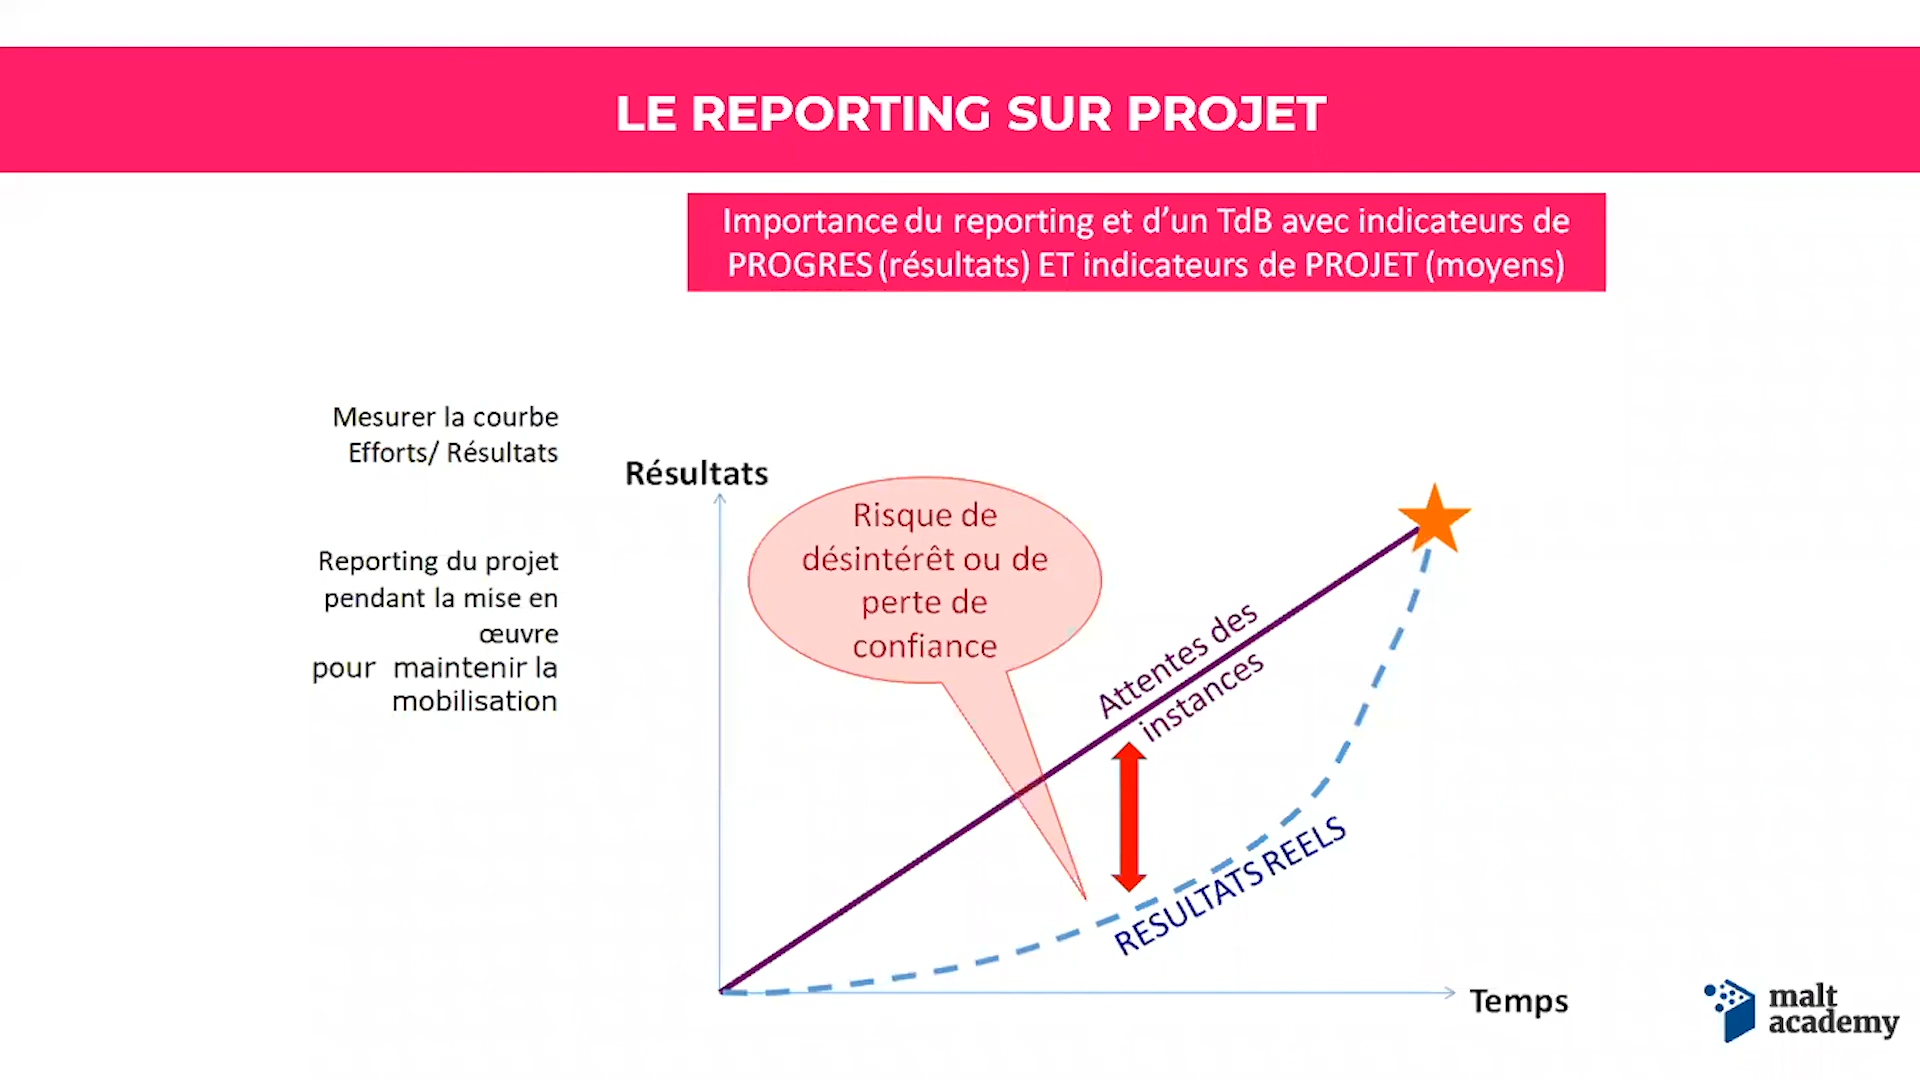 LE REPORTING SUR PROJET
Importance du reporting et d'un TdB avec indicateurs de
PROGRES (résultats) ET indicateurs de PROJET (moyens)
Mesurer la courbe
Efforts/ Résultats
Reporting du projet
pendant la mise en
œuvre
pour maintenir la
mobilisation
Résultats
Risque de
désintérêt ou de
perte de
confiance
Attentes des
instances
RESULTATS REELS
Temps
malt
academy